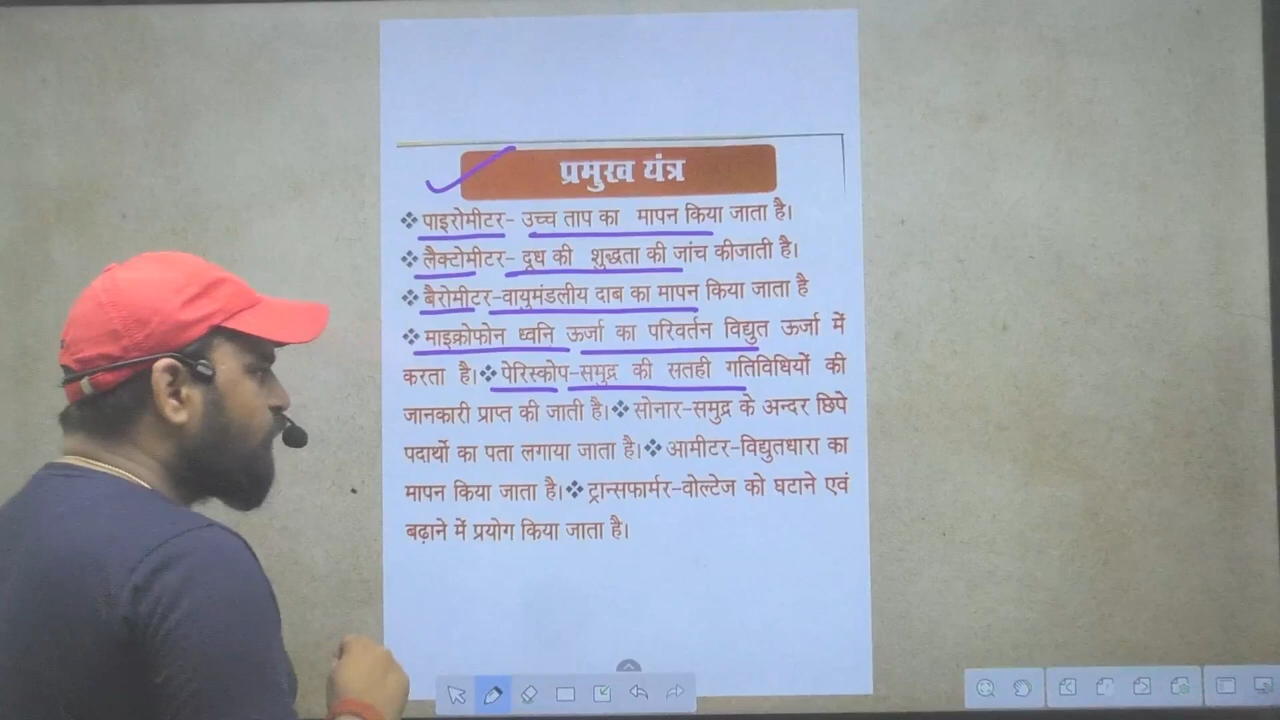 प्रमुख यंत्र
❖ पाइरोमीटर- उच्च ताप का मापन किया जाता है।
❖ लैक्टोमीटर- दूध की शुद्धता की जांच कीजाती है।
❖ बैरोमीटर-वायुमंडलीय दाब का मापन किया जाता है
❖ माइक्रोफोन ध्वनि ऊर्जा का परिवर्तन विद्युत ऊर्जा में
करता है।❖ पेरिस्कोप-समुद्र की सतही गतिविधियों की
जानकारी प्राप्त की जाती है।❖ सोनार-समुद्र के अन्दर छिपे
पदार्थो का पता लगाया जाता है।❖ आमीटर-विद्युतधारा का
मापन किया जाता है।❖ ट्रान्सफार्मर-वोल्टेज को घटाने एवं
बढ़ाने में प्रयोग किया जाता है।